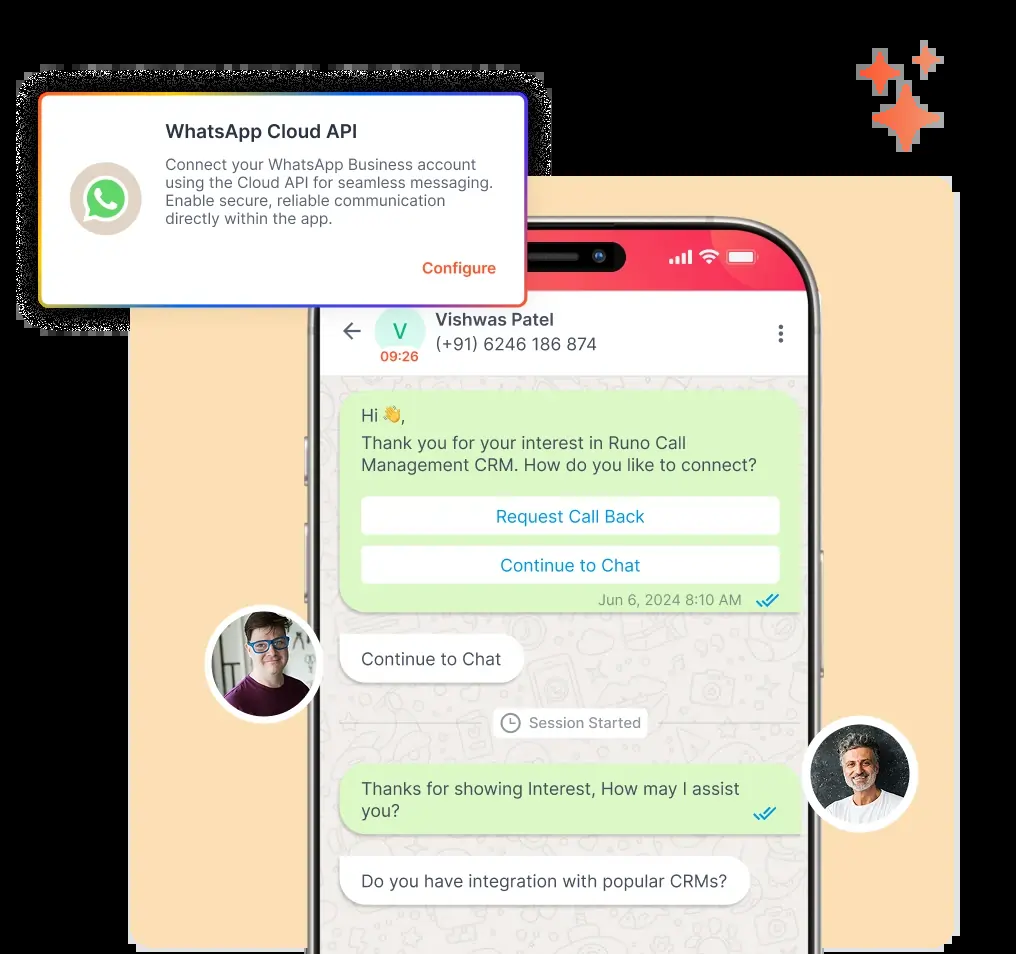 WhatsApp Cloud API
Connect your WhatsApp Business account
using the Cloud API for seamless messaging.
Enable secure, reliable communication
directly within the app.
Configure
V
09:26
Vishwas Patel
(+91) 6246 186 874
Hi 👋,
Thank you for your interest in Runo Call
Management CRM. How do you like to connect?
Request Call Back
Continue to Chat
Jun 6, 2024 8:10 AM
Continue to Chat
Session Started
Thanks for showing Interest, How may I assist
you?
Do you have integration with popular CRMs?